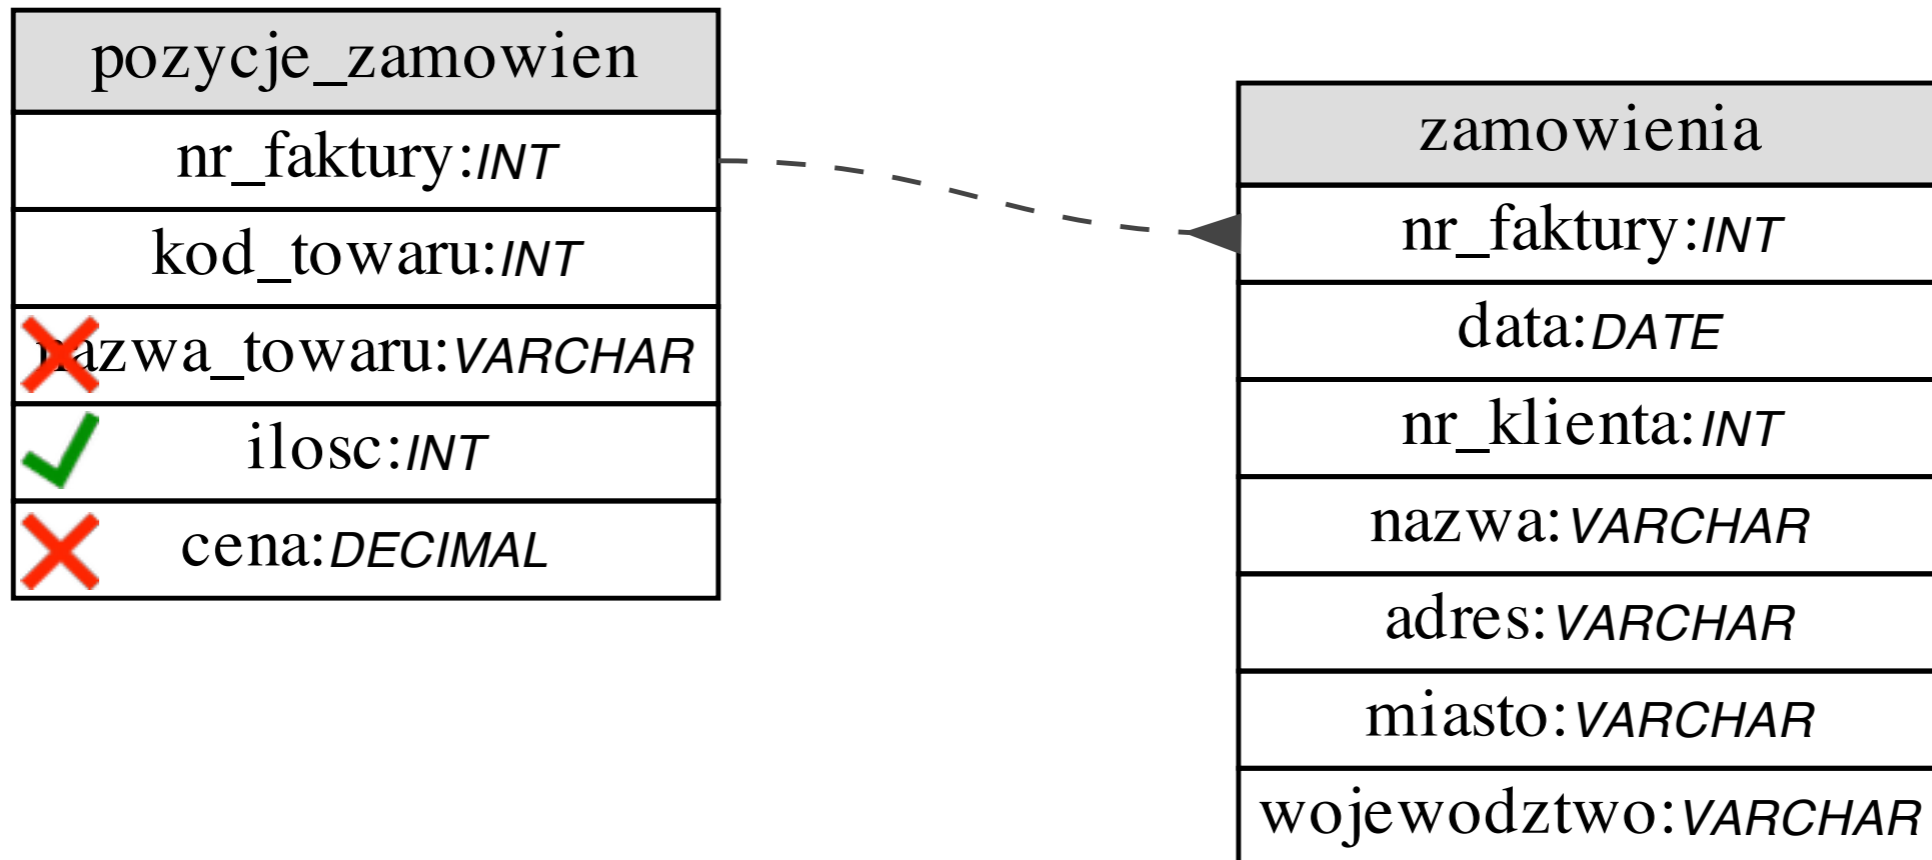 pozycje_zamowien
nr_faktury:INT
kod_towaru:INT
nazwa_towaru:VARCHAR
ilosc:INT
cena:DECIMAL
zamowienia
nr_faktury:INT
data:DATE
nr_klienta:INT
nazwa:VARCHAR
adres:VARCHAR
miasto:VARCHAR
wojewodztwo:VARCHAR